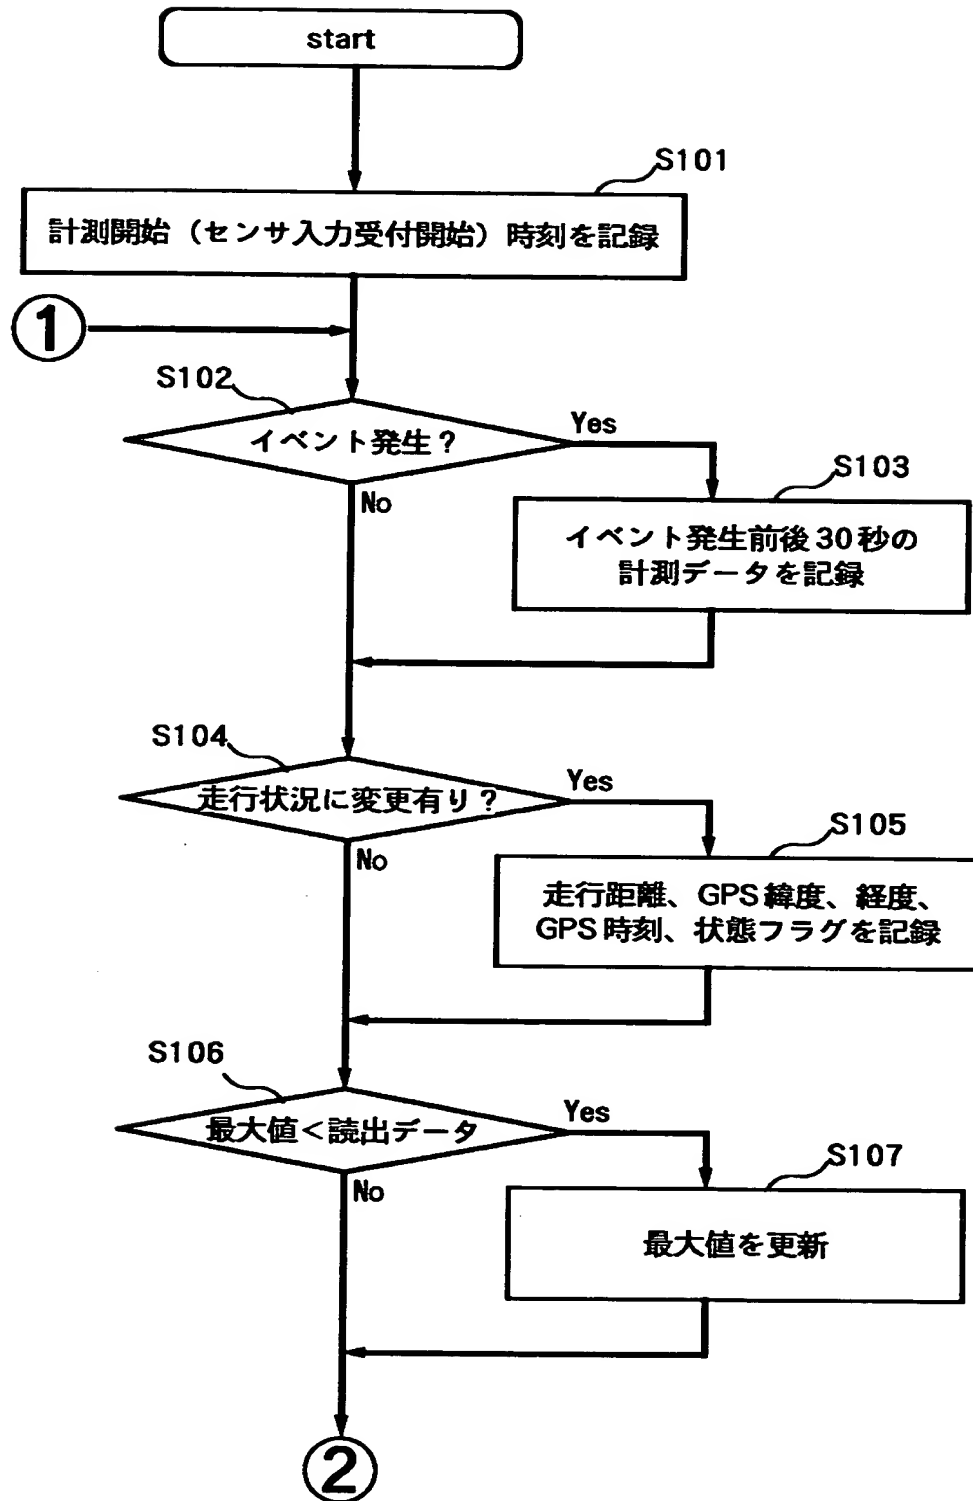 start
S101
計測開始（センサ入力受付開始）時刻を記録
1
S102
イベント発生？
Yes
No
S103
イベント発生前後30秒の
計測データを記録
S104
走行状況に変更有り？
Yes
No
S105
走行距離、GPS緯度、経度、
GPS時刻、状態フラグを記録
S106
最大値＜読出データ
Yes
No
S107
最大値を更新
2